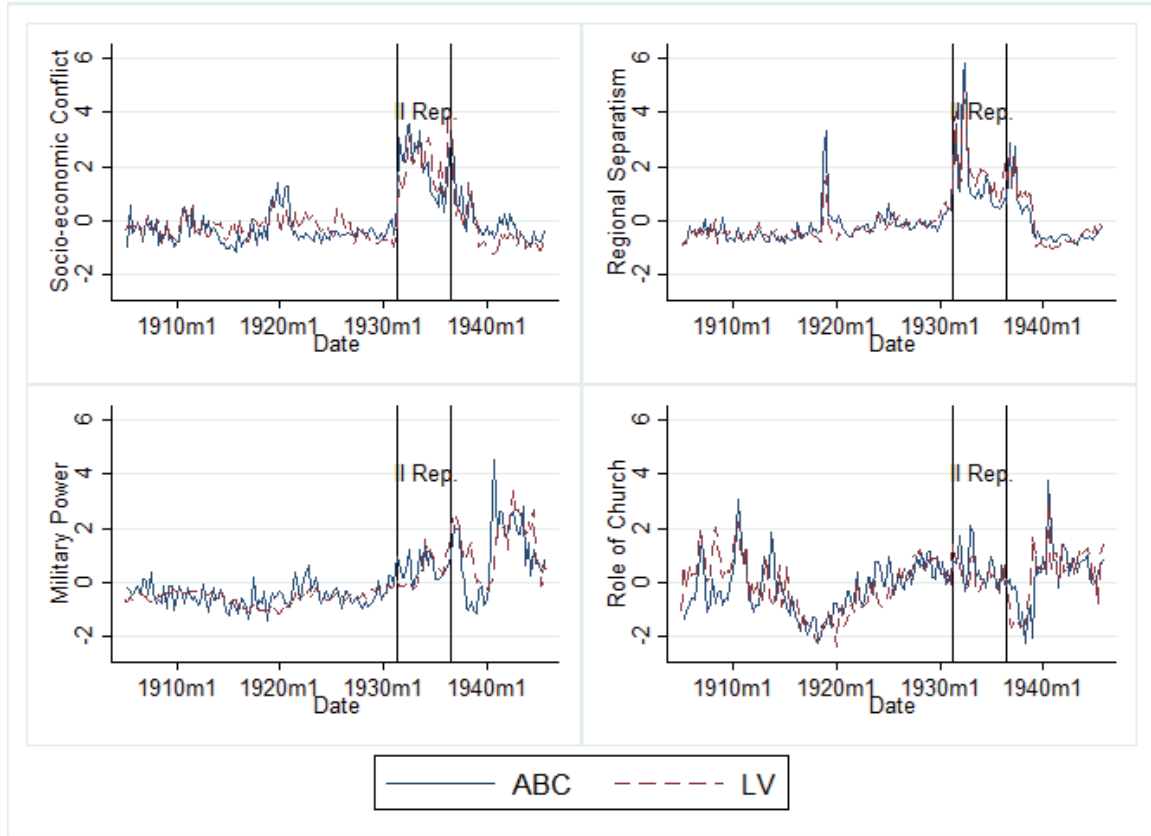 Socio-economic Conflict
6
4
2
0
-2
II Rep.
1910m1 1920m1 1930m1 1940m1
Date
Regional Separatism
6
4
2
0
-2
II Rep.
1910m1 1920m1 1930m1 1940m1
Date
Military Power
6
4
2
0
-2
II Rep.
1910m1 1920m1 1930m1 1940m1
Date
Role of Church
6
4
2
0
-2
II Rep.
1910m1 1920m1 1930m1 1940m1
Date
ABC LV